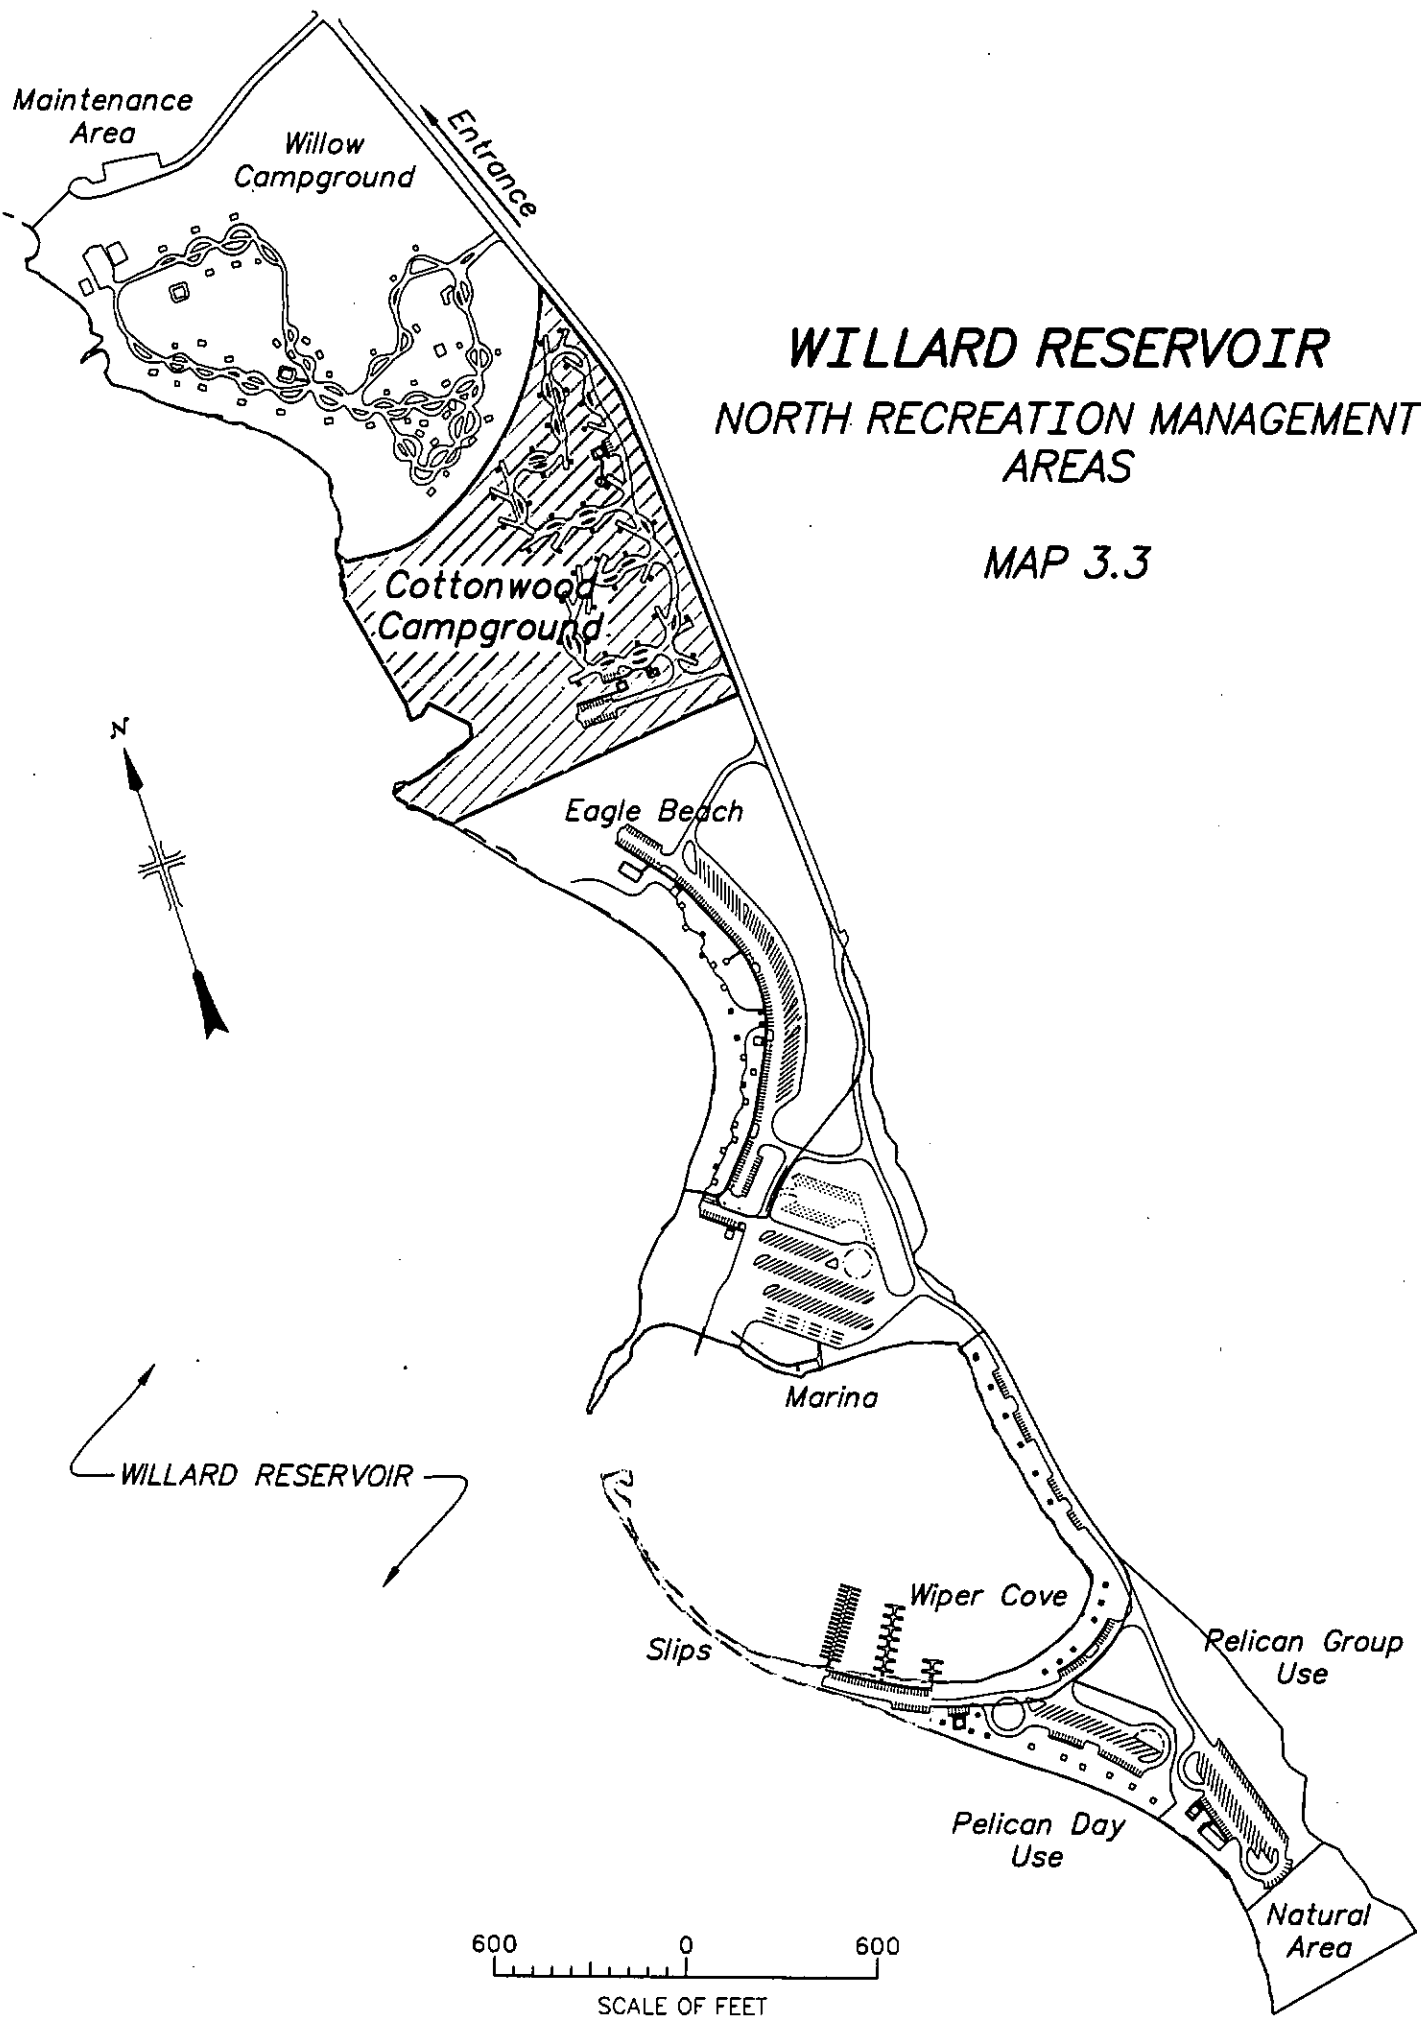 Maintenance
Area
Willow
Campground
Entrance
WILLARD RESERVOIR
NORTH RECREATION MANAGEMENT
AREAS
MAP 3.3
Cottonwood
Campground
N
Eagle Beach
Marina
WILLARD RESERVOIR
Wiper Cove
Slips
Pelican Group
Use
Pelican Day
Use
Natural
Area
600 0 600
SCALE OF FEET